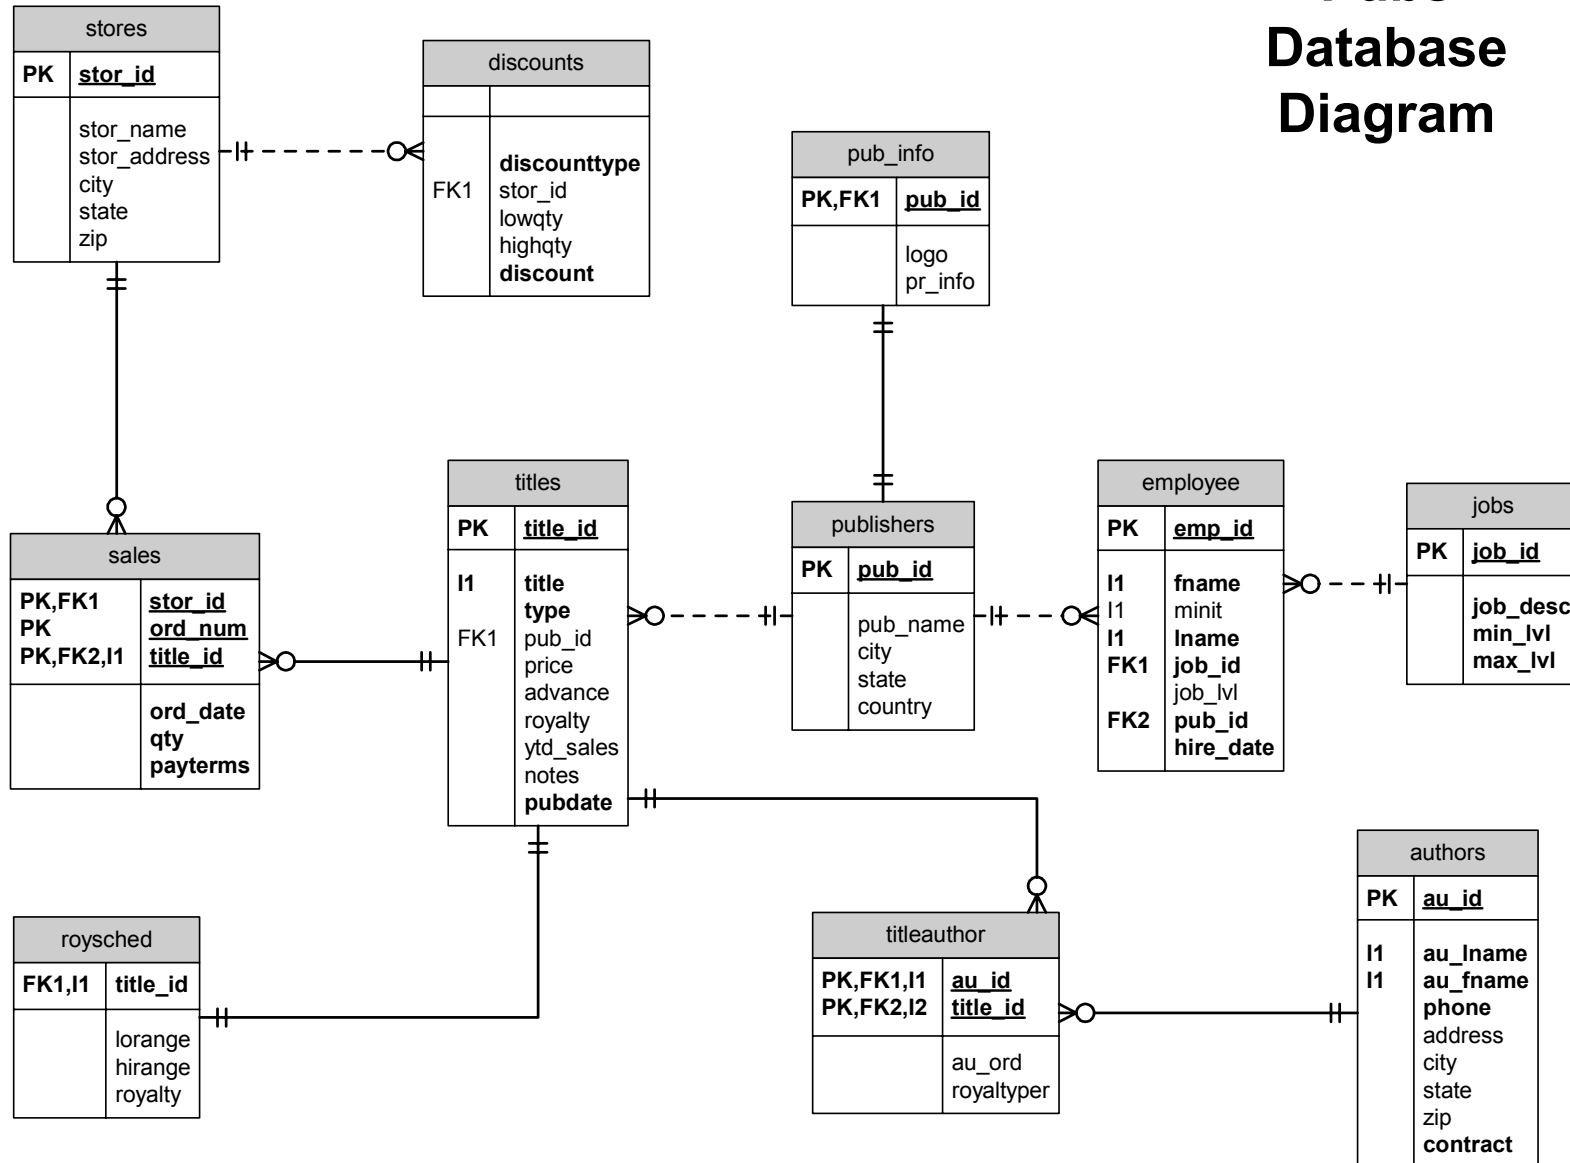 Database
Diagram
stores
PK stor_id
stor_name
stor_address
city
state
zip
discounts
discounttype
FK1 stor_id
lowqty
highqty
discount
pub_info
PK,FK1 pub_id
logo
pr_info
titles
PK title_id
I1 title
type
FK1 pub_id
price
advance
royalty
ytd_sales
notes
pubdate
publishers
PK pub_id
pub_name
city
state
country
employee
PK emp_id
I1 fname
I1 minit
I1 lname
FK1 job_id
job_lvl
FK2 pub_id
hire_date
jobs
PK job_id
job_desc
min_lvl
max_lvl
sales
PK,FK1 stor_id
PK ord_num
PK,FK2,I1 title_id
ord_date
qty
payterms
roysched
FK1,I1 title_id
lorange
hirange
royalty
titleauthor
PK,FK1,I1 au_id
PK,FK2,I2 title_id
au_ord
royaltyper
authors
PK au_id
I1 au_lname
I1 au_fname
phone
address
city
state
zip
contract